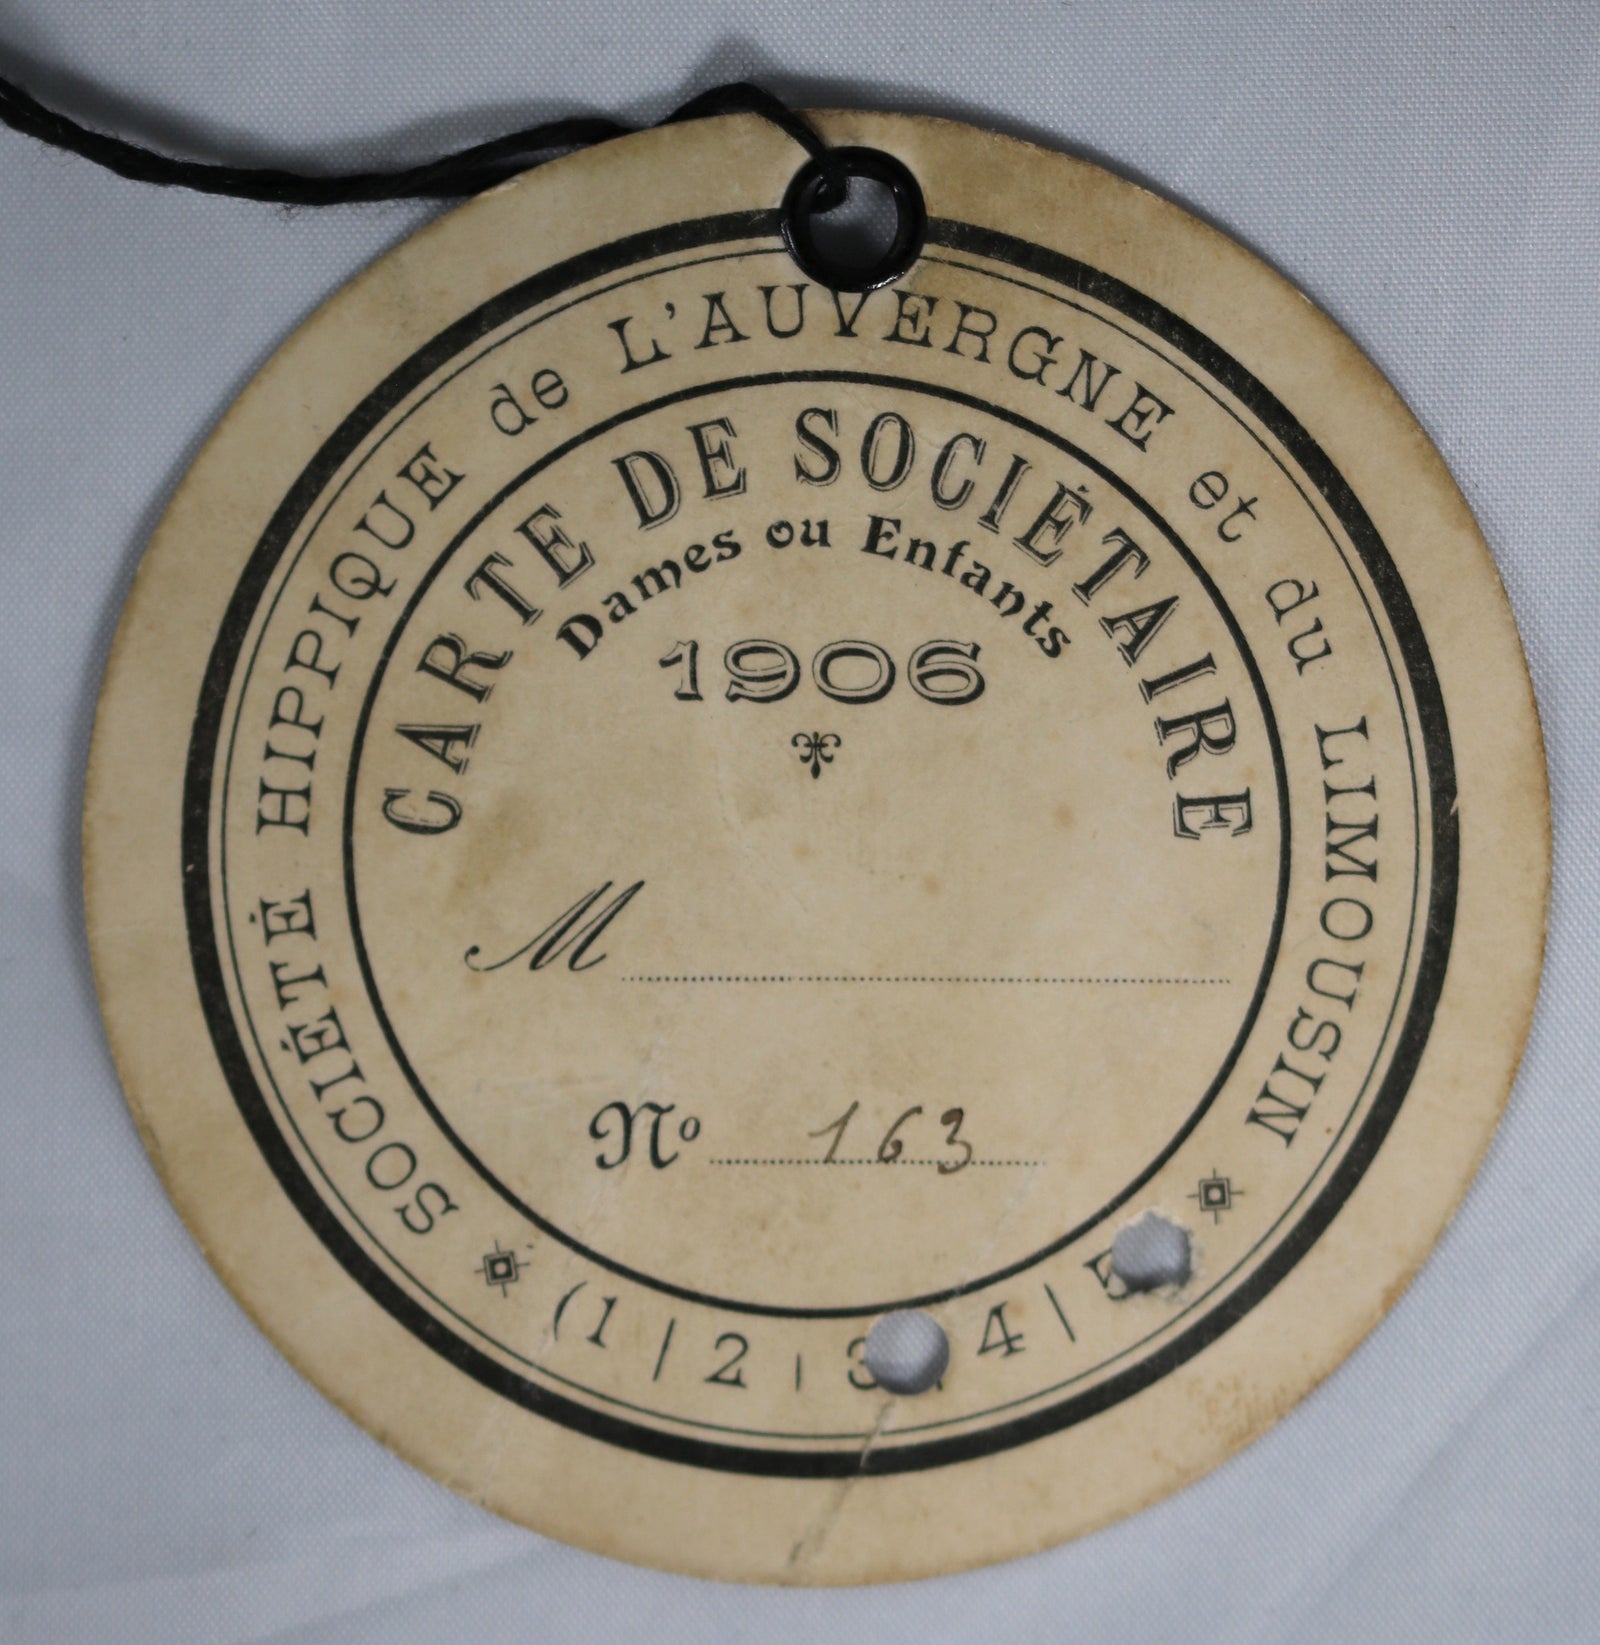 SOCIÉTÉ HIPPIQUE de L'AUVERGNE et du LIMOUSIN
CARTE DE SOCIÉTAIRE
Dames ou Enfants
1906
M
No 163
(1 | 2 | 3 | 4 | 5